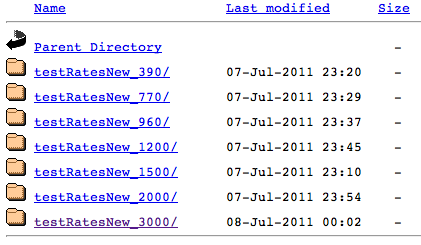 Name Last modified Size
Parent Directory -
testRatesNew_390/ 07-Jul-2011 23:20 -
testRatesNew_770/ 07-Jul-2011 23:29 -
testRatesNew_960/ 07-Jul-2011 23:37 -
testRatesNew_1200/ 07-Jul-2011 23:45 -
testRatesNew_1500/ 07-Jul-2011 23:10 -
testRatesNew_2000/ 07-Jul-2011 23:54 -
testRatesNew_3000/ 08-Jul-2011 00:02 -